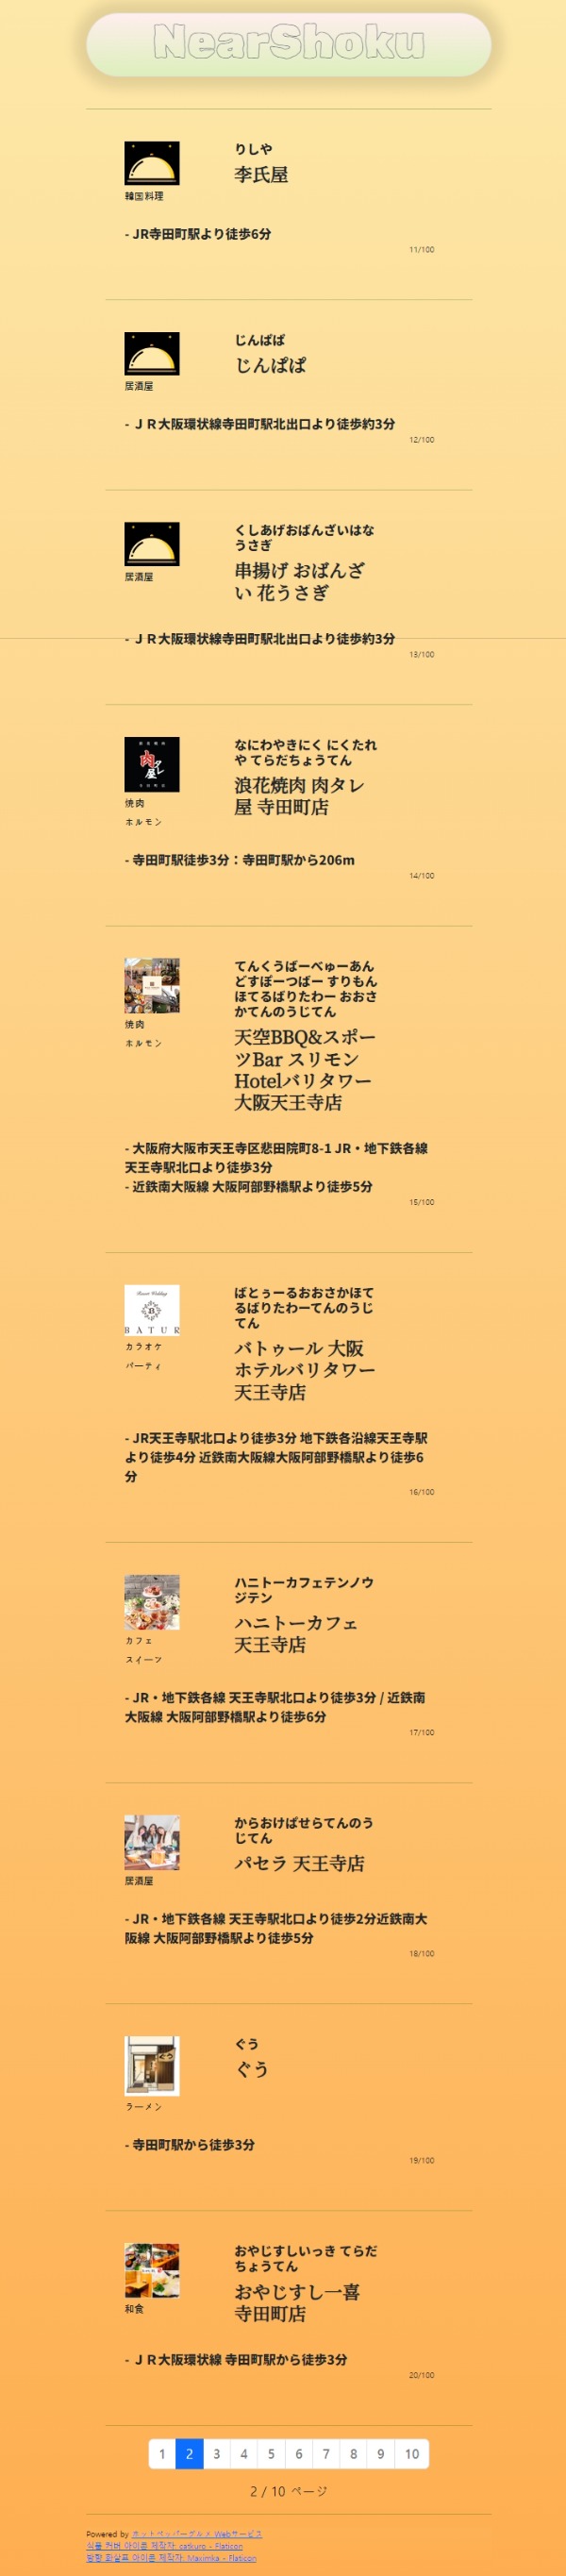 NearShoku
りしや
李氏屋
韓国料理
- JR寺田町駅より徒歩6分
11/100
じんぱぱ
じんぱぱ
居酒屋
- ＪＲ大阪環状線寺田町駅北出口より徒歩約3分
12/100
くしあげおばんざいはな
うさぎ
串揚げ おばんざ
い 花うさぎ
居酒屋
- ＪＲ大阪環状線寺田町駅北出口より徒歩約3分
13/100
なにわやきにく にくたれ
や てらだちょうてん
浪花焼肉 肉タレ
屋 寺田町店
肉タレ屋
焼肉
ホルモン
- 寺田町駅徒歩3分：寺田町駅から206m
14/100
てんくうばーべゅーあん
どすぽーつばー すりもん
ほてるばりたわー おおさ
かてんのうじてん
天空BBQ&スポー
ツBar スリモン
Hotelバリタワー
大阪天王寺店
焼肉
ホルモン
- 大阪府大阪市天王寺区悲田院町8-1 JR・地下鉄各線
天王寺駅北口より徒歩3分
- 近鉄南大阪線 大阪阿部野橋駅より徒歩5分
15/100
ばとぅーるおおさかほて
るばりたわーてんのうじ
てん
バトゥール 大阪
ホテルバリタワー
天王寺店
Resort Wedding
B
BATUR
カラオケ
パーティ
- JR天王寺駅北口より徒歩3分 地下鉄各沿線天王寺駅
より徒歩4分 近鉄南大阪線大阪阿部野橋駅より徒歩6
分
16/100
ハニトーカフェテンノウ
ジテン
ハニトーカフェ
天王寺店
カフェ
スイーツ
- JR・地下鉄各線 天王寺駅北口より徒歩3分 / 近鉄南
大阪線 大阪阿部野橋駅より徒歩6分
17/100
からおけぱせらてんのう
じてん
パセラ 天王寺店
居酒屋
- JR・地下鉄各線 天王寺駅北口より徒歩2分近鉄南大
阪線 大阪阿部野橋駅より徒歩5分
18/100
ぐう
ぐう
ラーメン
- 寺田町駅から徒歩3分
19/100
おやじすしいっき てらだ
ちょうてん
おやじすし一喜
寺田町店
和食
- ＪＲ大阪環状線 寺田町駅から徒歩3分
20/100
1 2 3 4 5 6 7 8 9 10
2 / 10 ページ
Powered by ホットペッパーグルメ Webサービス
식품 커버 아이콘 제작자: catkuro - Flaticon
방향 화살표 아이콘 제작자: Maximka - Flaticon